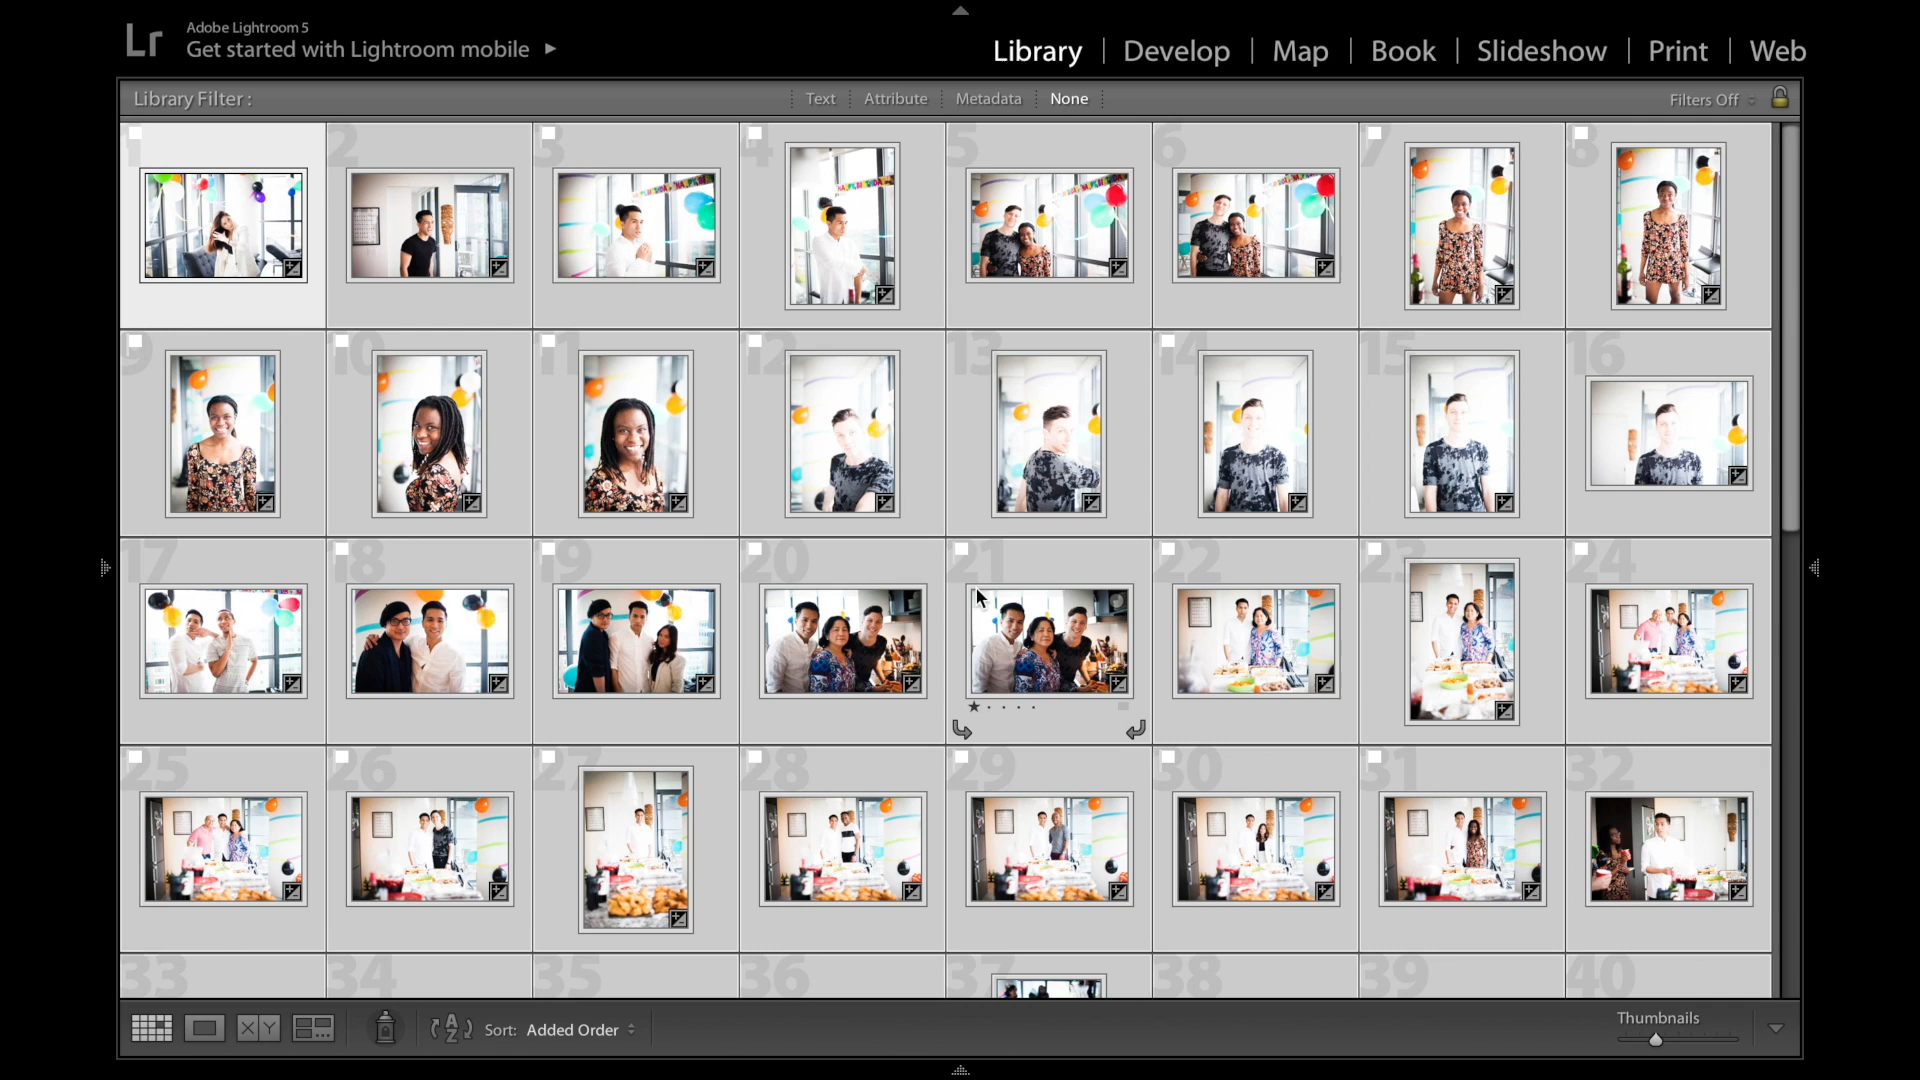 Lr
Adobe Lightroom 5
Get started with Lightroom mobile
Library | Develop | Map | Book | Slideshow | Print | Web
Library Filter :
Text
Attribute
Metadata
None
Filters Off
1 2 3 4 5 6 7 8
9 10 11 12 13 14 15 16
17 18 19 20 21 22 23 24
25 26 27 28 29 30 31 32
33 34 35 36 37 38 39 40
X Y
A
Z
Sort: Added Order
Thumbnails